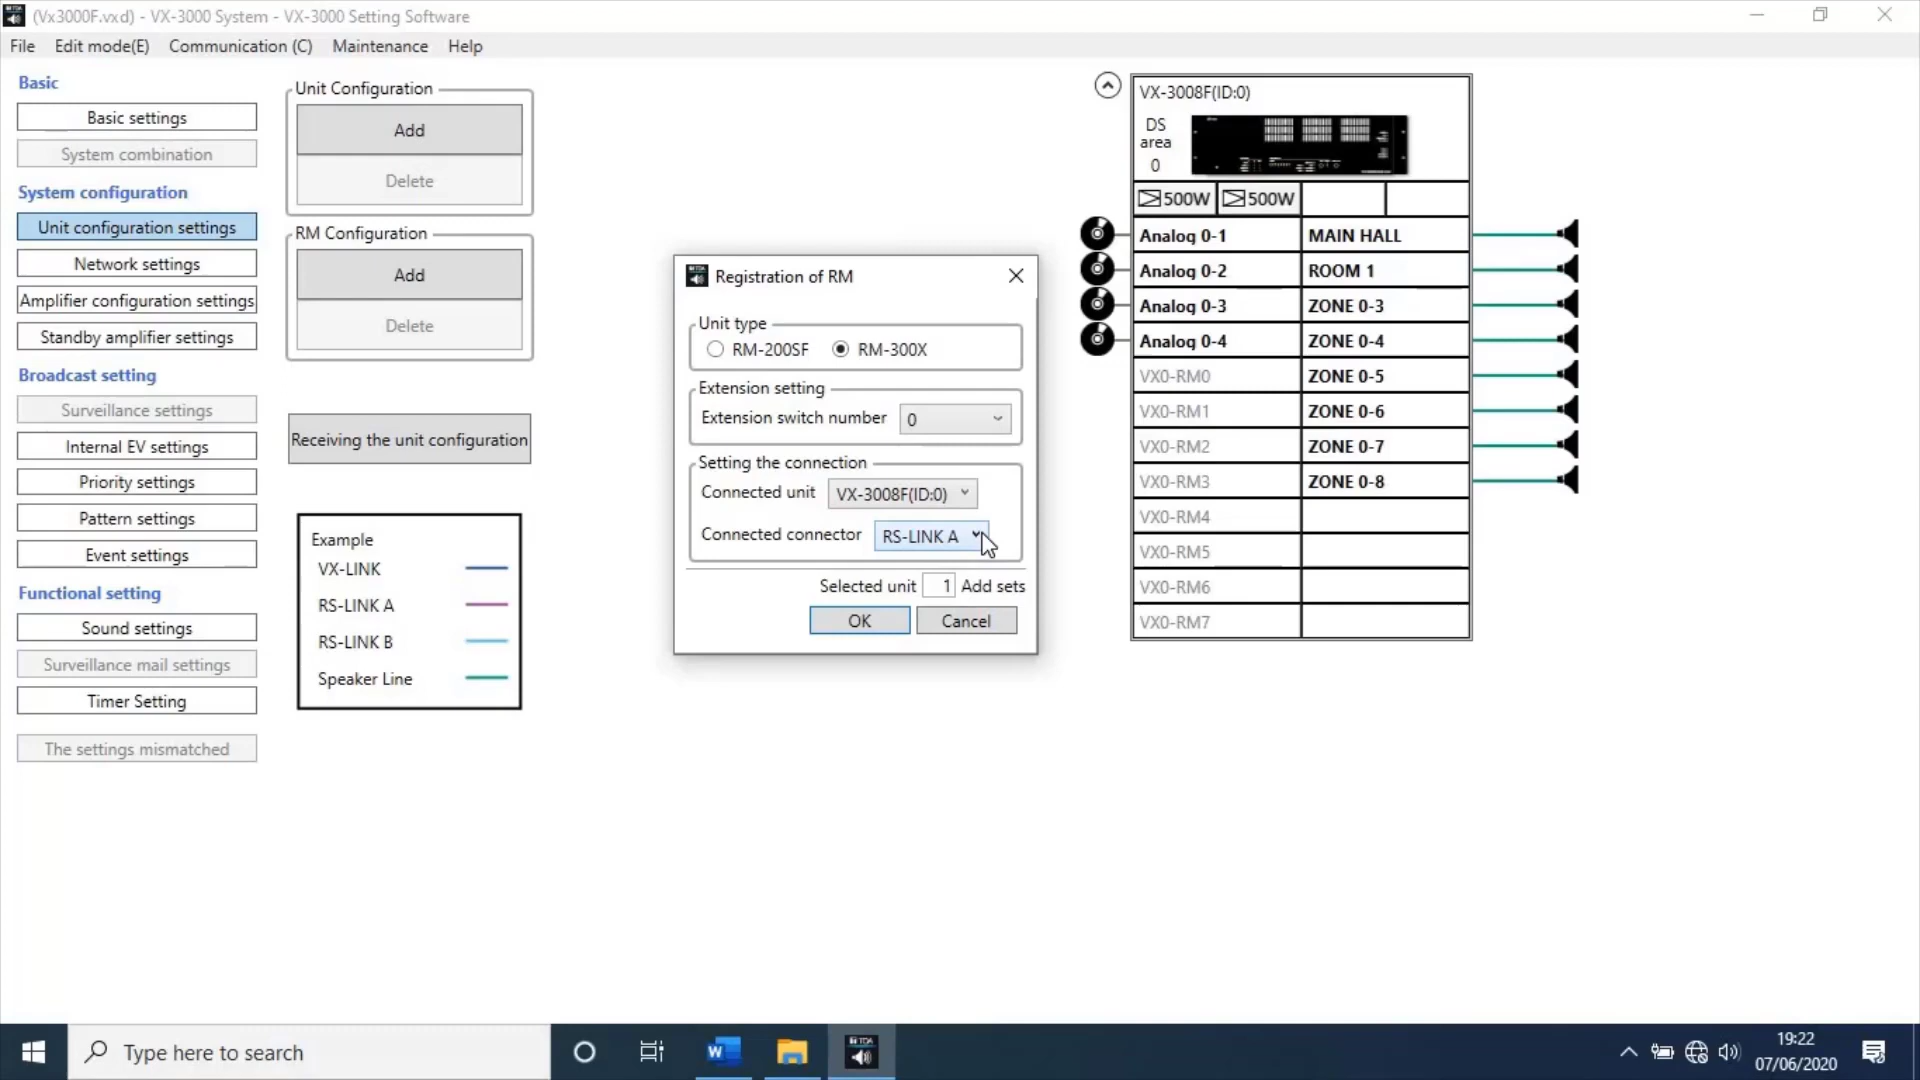 (Vx3000F.vxd) - VX-3000 System - VX-3000 Setting Software
File Edit mode(E) Communication (C) Maintenance Help
Basic
Basic settings
System combination
System configuration
Unit configuration settings
Network settings
Amplifier configuration settings
Standby amplifier settings
Broadcast setting
Surveillance settings
Internal EV settings
Priority settings
Pattern settings
Event settings
Functional setting
Sound settings
Surveillance mail settings
Timer Setting
The settings mismatched
Unit Configuration
Add
Delete
RM Configuration
Add
Delete
Receiving the unit configuration
Example
VX-LINK
RS-LINK A
RS-LINK B
Speaker Line
Registration of RM
Unit type
RM-200SF RM-300X
Extension setting
Extension switch number 0
Setting the connection
Connected unit VX-3008F(ID:0)
Connected connector RS-LINK A
Selected unit 1 Add sets
OK Cancel
VX-3008F(ID:0)
DS
area
0
500W 500W
Analog 0-1 MAIN HALL
Analog 0-2 ROOM 1
Analog 0-3 ZONE 0-3
Analog 0-4 ZONE 0-4
VX0-RM0 ZONE 0-5
VX0-RM1 ZONE 0-6
VX0-RM2 ZONE 0-7
VX0-RM3 ZONE 0-8
VX0-RM4
VX0-RM5
VX0-RM6
VX0-RM7
Type here to search
W
TOA
19:22
07/06/2020